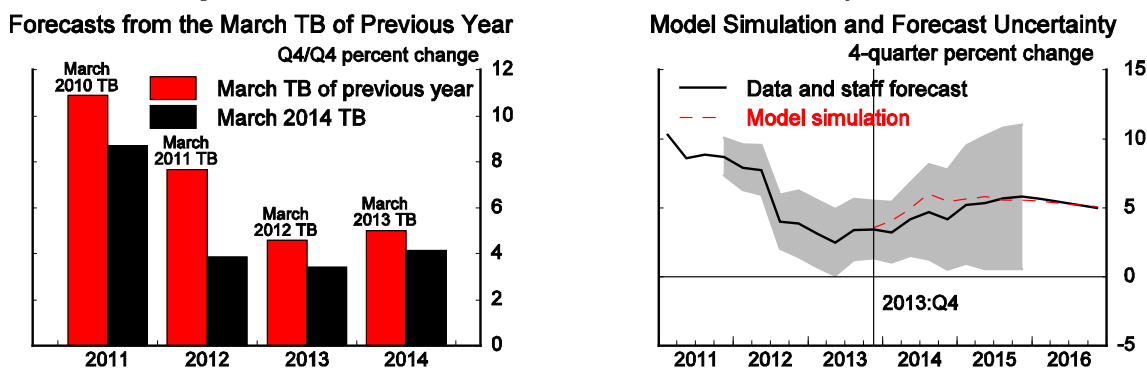 Forecasts from the March TB of Previous Year
Q4/Q4 percent change
March
2010 TB
March TB of previous year
March 2014 TB
March
2011 TB
March
2012 TB
March
2013 TB
12
10
8
6
4
2
0
2011 2012 2013 2014
Model Simulation and Forecast Uncertainty
4-quarter percent change
Data and staff forecast
Model simulation
15
10
5
0
-5
2013:Q4
2011 2012 2013 2014 2015 2016